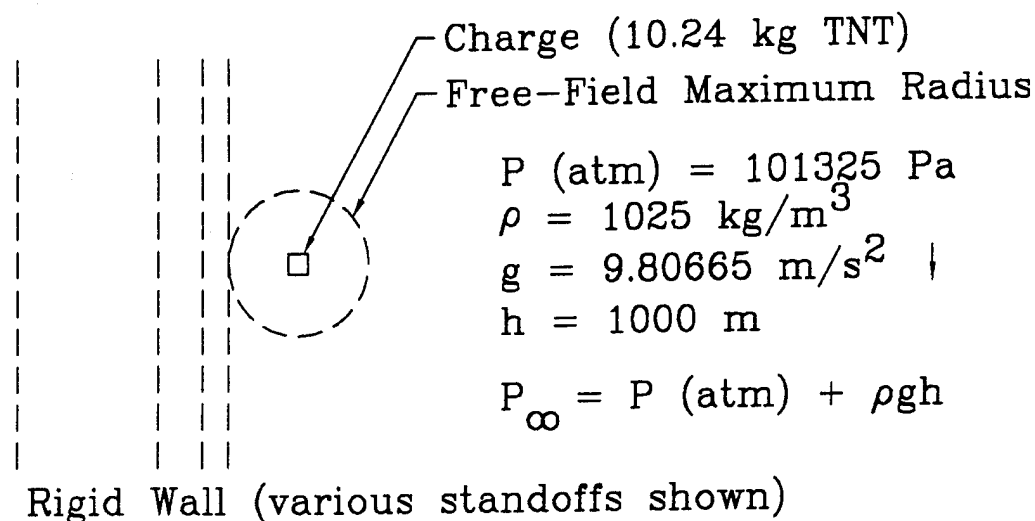 Charge (10.24 kg TNT)
Free-Field Maximum Radius
P (atm) = 101325 Pa
ρ = 1025 kg/m³
g = 9.80665 m/s² ↓
h = 1000 m
P∞ = P (atm) + ρgh
Rigid Wall (various standoffs shown)